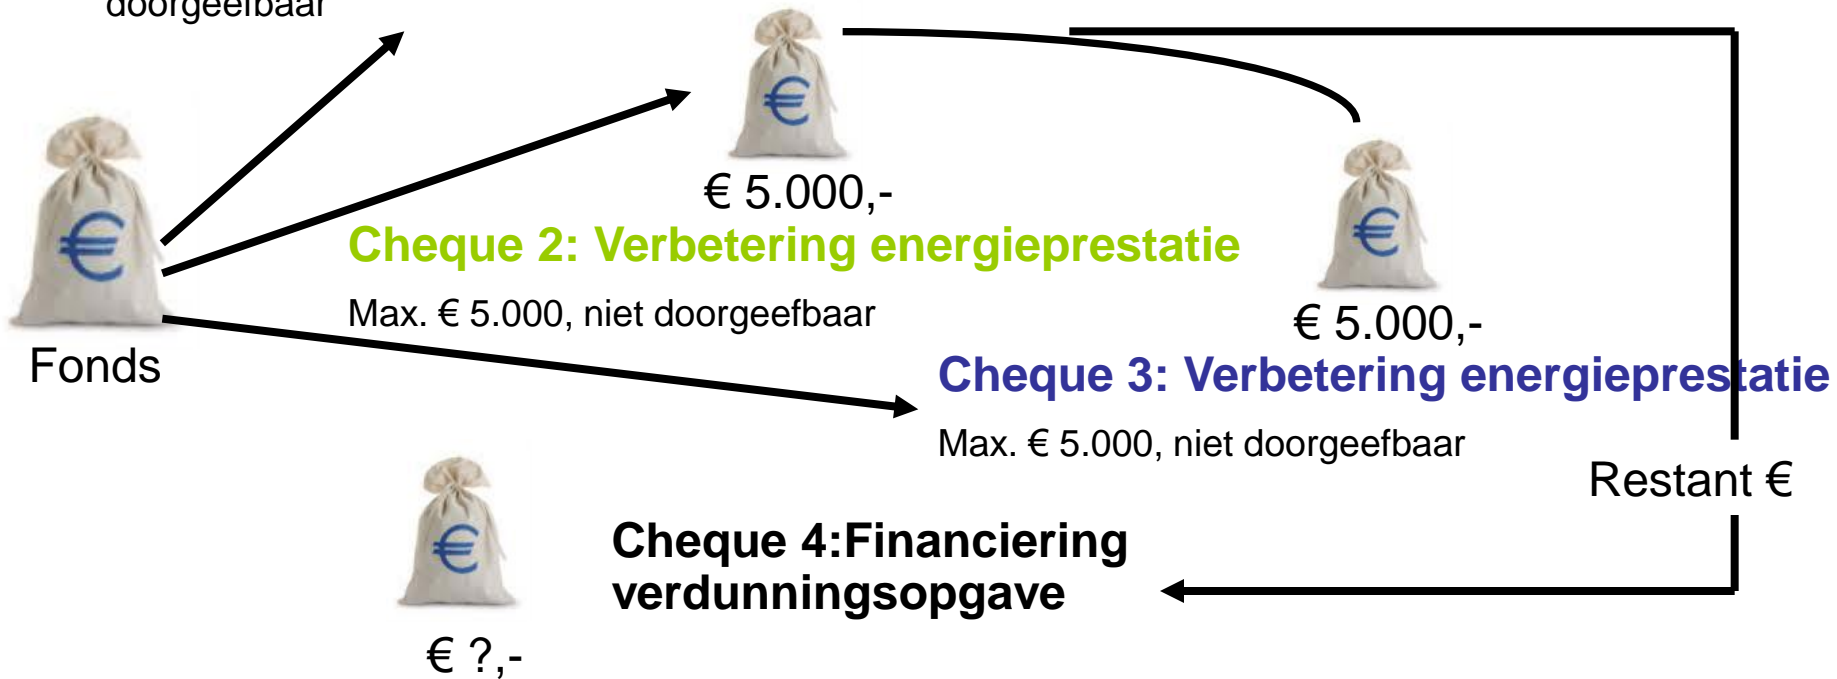 doorgeefbaar
€
€
€ 5.000,-
Cheque 2: Verbetering energieprestatie
Max. € 5.000, niet doorgeefbaar
€
Fonds
€ 5.000,-
Cheque 3: Verbetering energieprestatie
Max. € 5.000, niet doorgeefbaar
Restant €
€
Cheque 4:Financiering
verdunningsopgave
€ ?,-